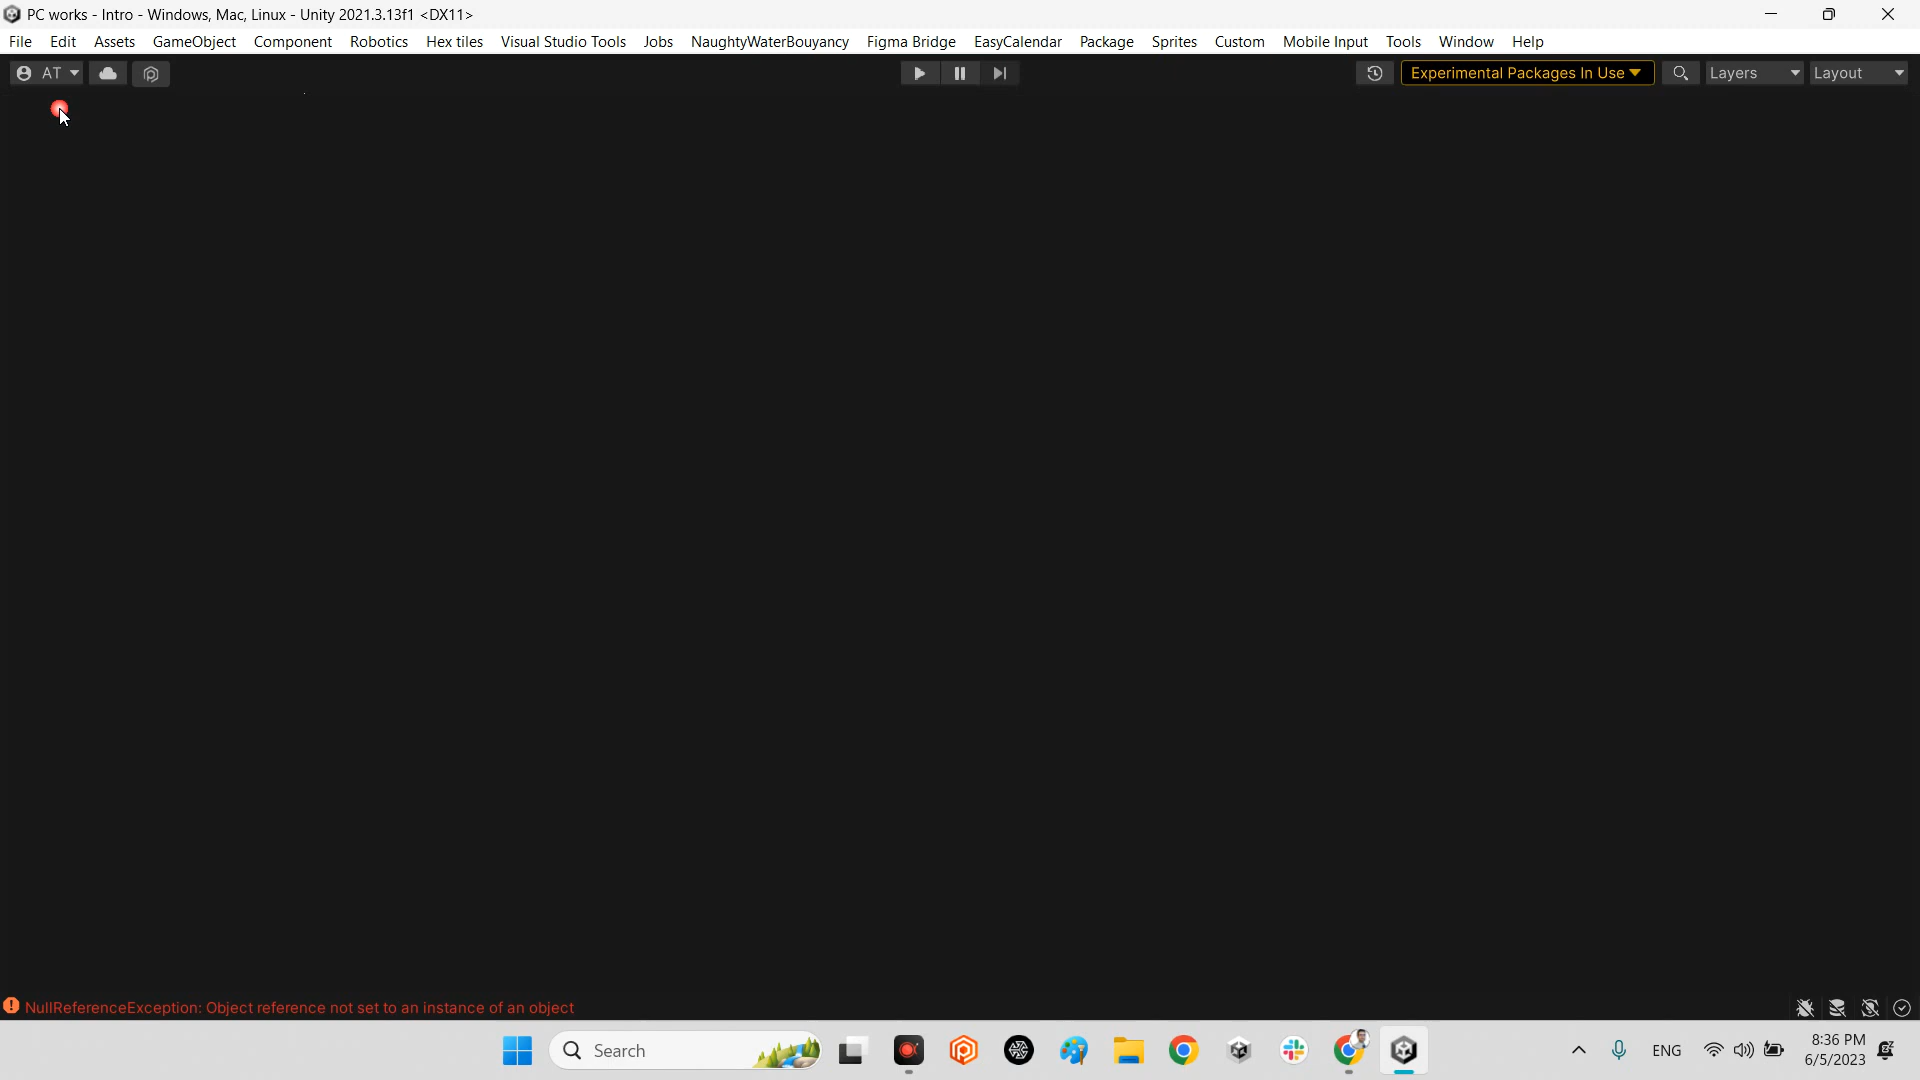 PC works - Intro - Windows, Mac, Linux - Unity 2021.3.13f1 <DX11>
File Edit Assets GameObject Component Robotics Hex tiles Visual Studio Tools Jobs NaughtyWaterBouyancy Figma Bridge EasyCalendar Package Sprites Custom Mobile Input Tools Window Help
AT Experimental Packages In Use Layers Layout
NullReferenceException: Object reference not set to an instance of an object
Search ENG 8:36 PM
6/5/2023